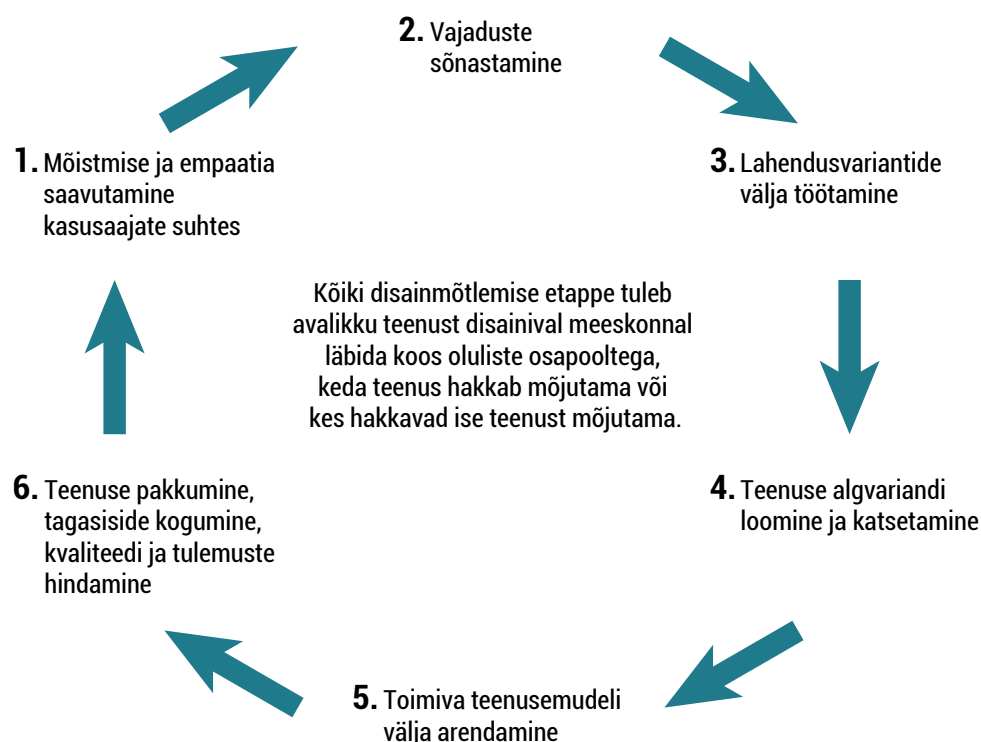 1. Mõistmise ja empaatia
saavutamine
kasusaajate suhtes
2. Vajaduste
sõnastamine
3. Lahendusvariantide
välja töötamine
Kõiki disainmõtlemise etappe tuleb
avalikku teenust disainival meeskonnal
läbida koos oluliste osapooltega,
keda teenus hakkab mõjutama või
kes hakkavad ise teenust mõjutama.
4. Teenuse algvariandi
loomine ja katsetamine
5. Toimiva teenusemudeli
välja arendamine
6. Teenuse pakkumine,
tagasiside kogumine,
kvaliteedi ja tulemuste
hindamine